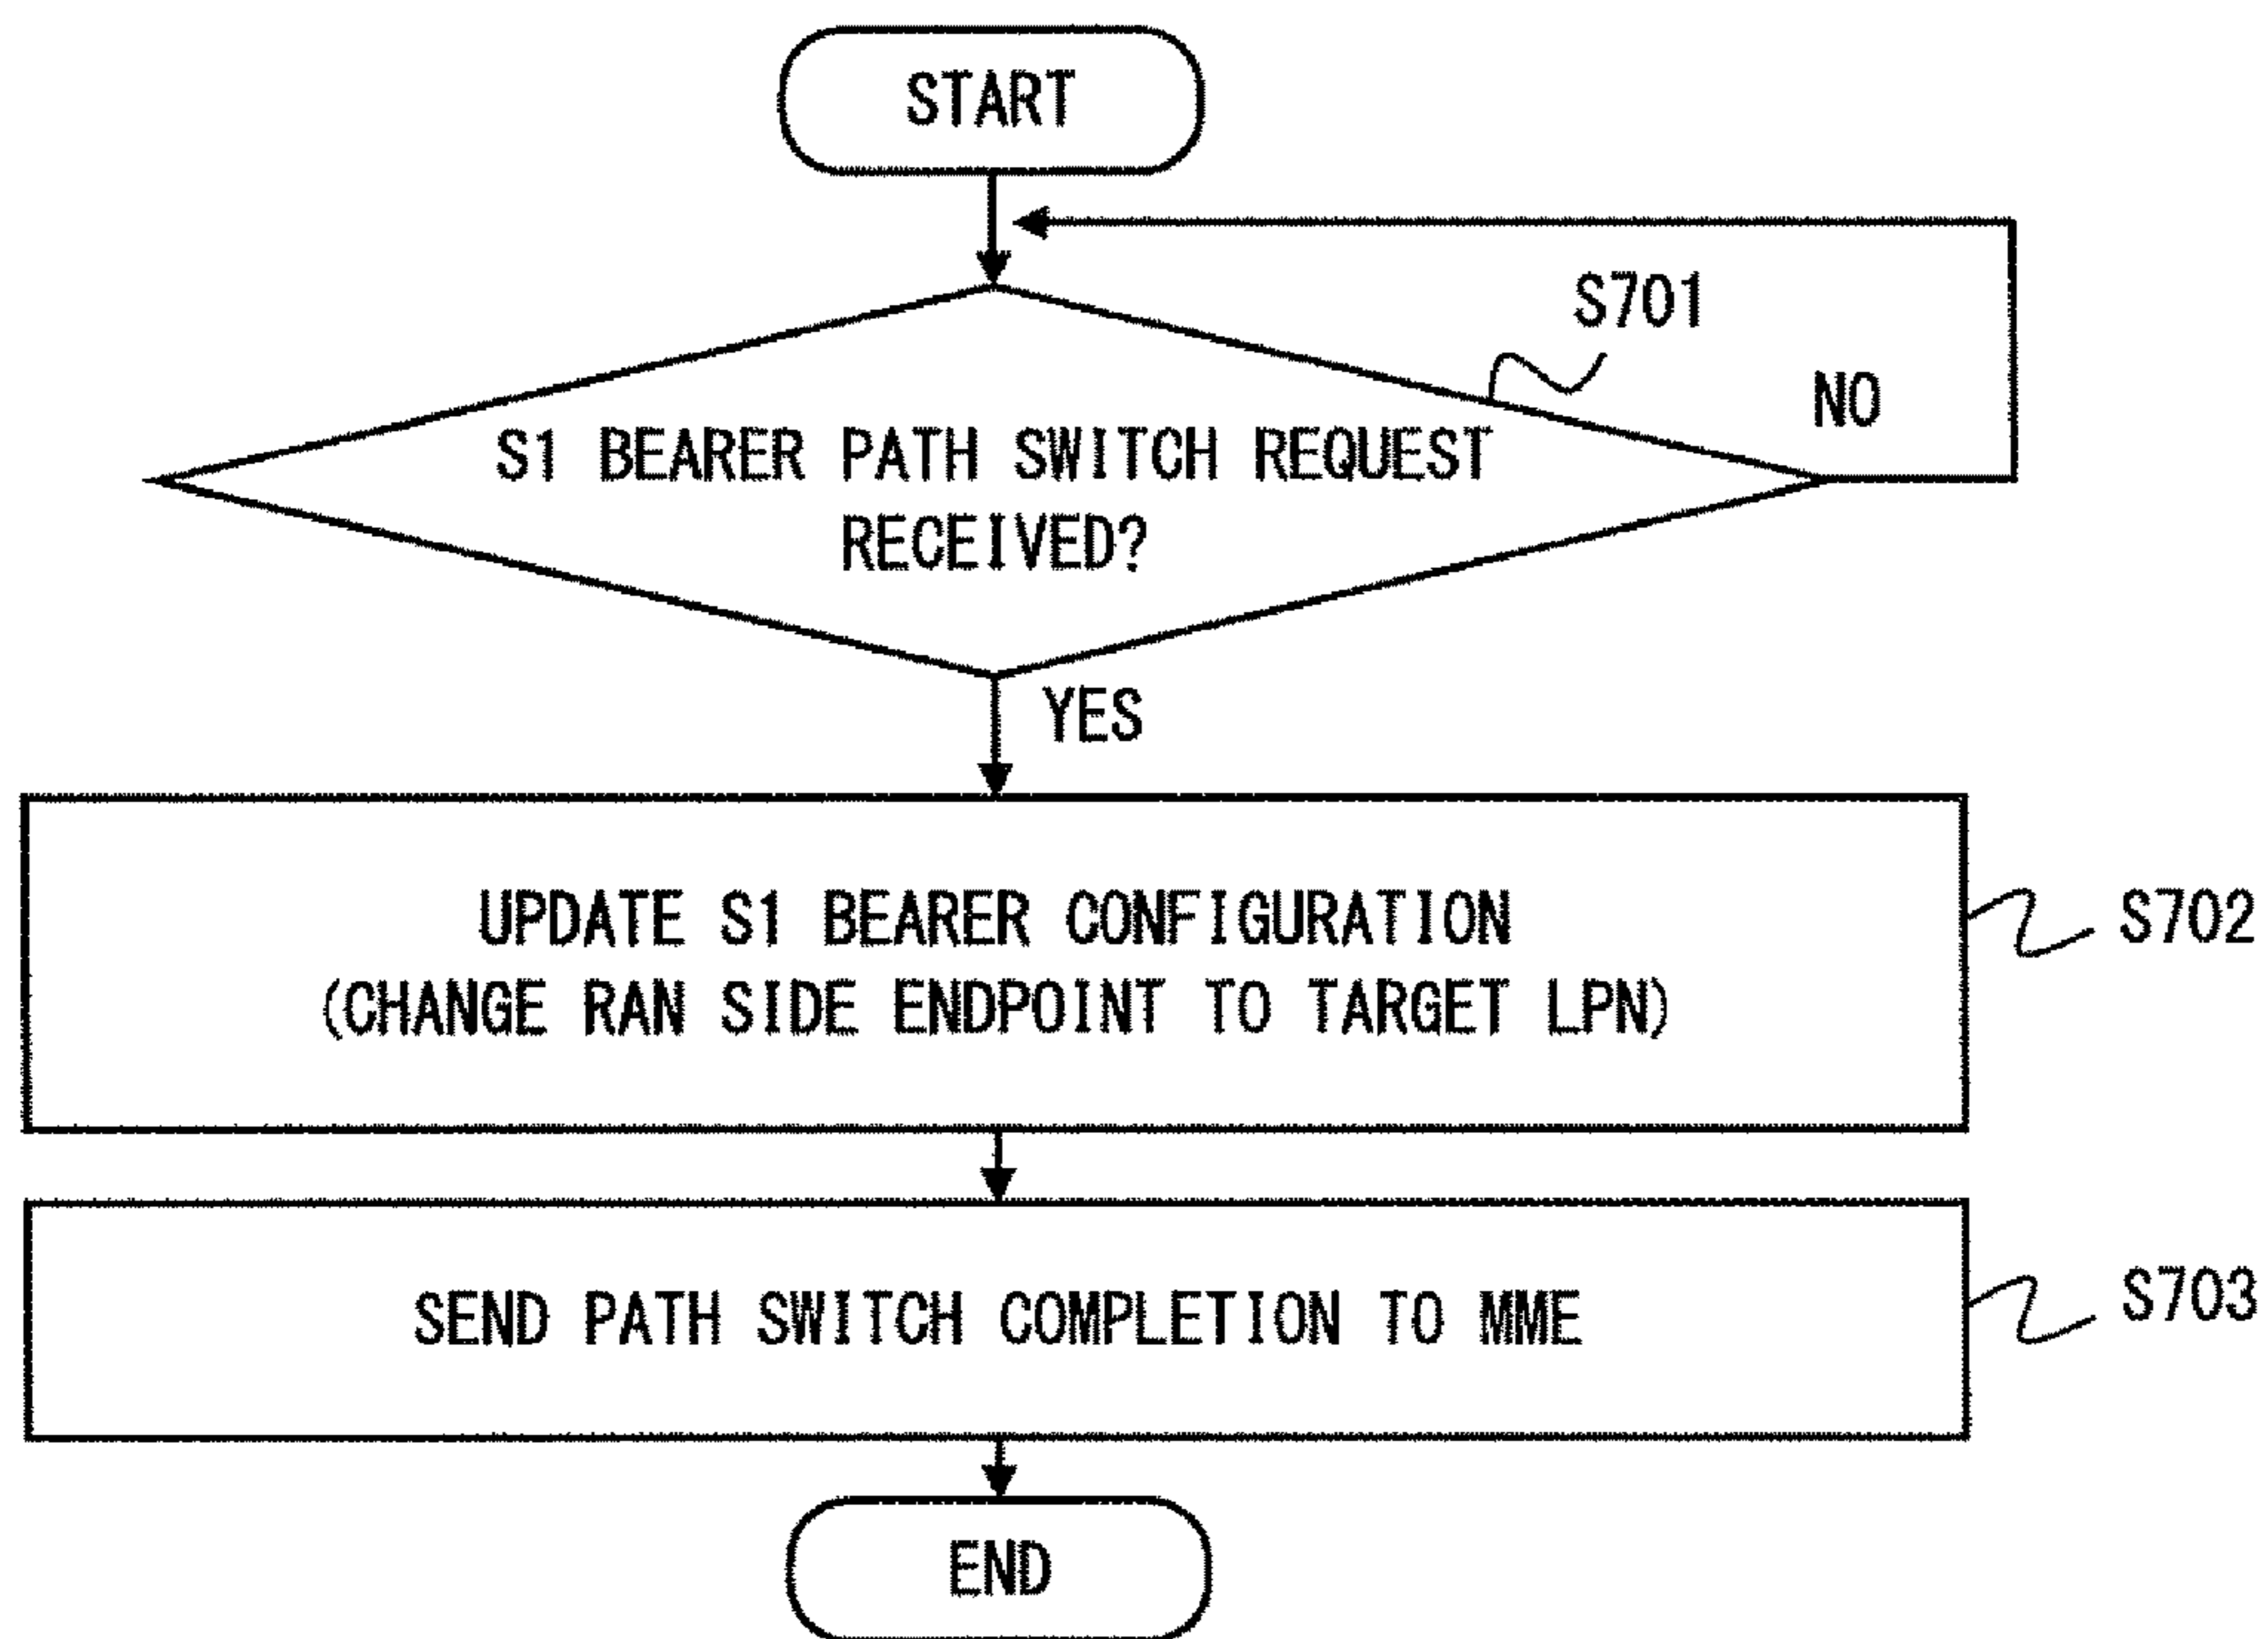 START
S701
NO
S1 BEARER PATH SWITCH REQUEST
RECEIVED?
YES
UPDATE S1 BEARER CONFIGURATION
(CHANGE RAN SIDE ENDPOINT TO TARGET LPN)
S702
SEND PATH SWITCH COMPLETION TO MME
S703
END